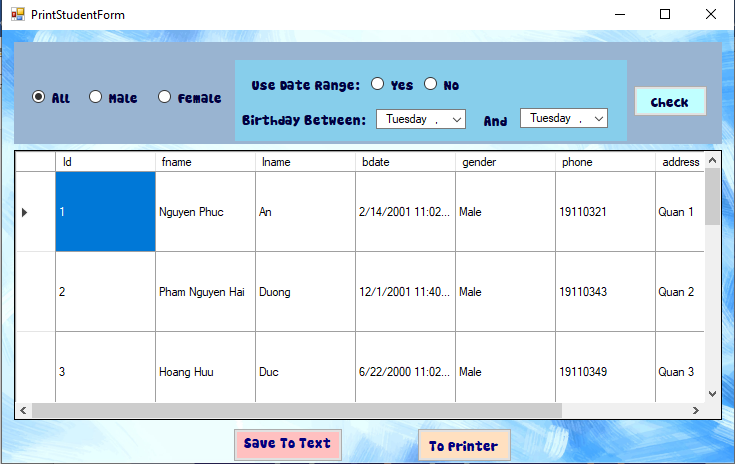 PrintStudentForm
Use Date Range: Yes No
All Male Female
Check
Birthday Between: Tuesday . And Tuesday .
Id fname lname bdate gender phone address
1 Nguyen Phuc An 2/14/2001 11:02... Male 19110321 Quan 1
2 Pham Nguyen Hai Duong 12/1/2001 11:40... Male 19110343 Quan 2
3 Hoang Huu Duc 6/22/2000 11:02... Male 19110349 Quan 3
Save To Text To Printer